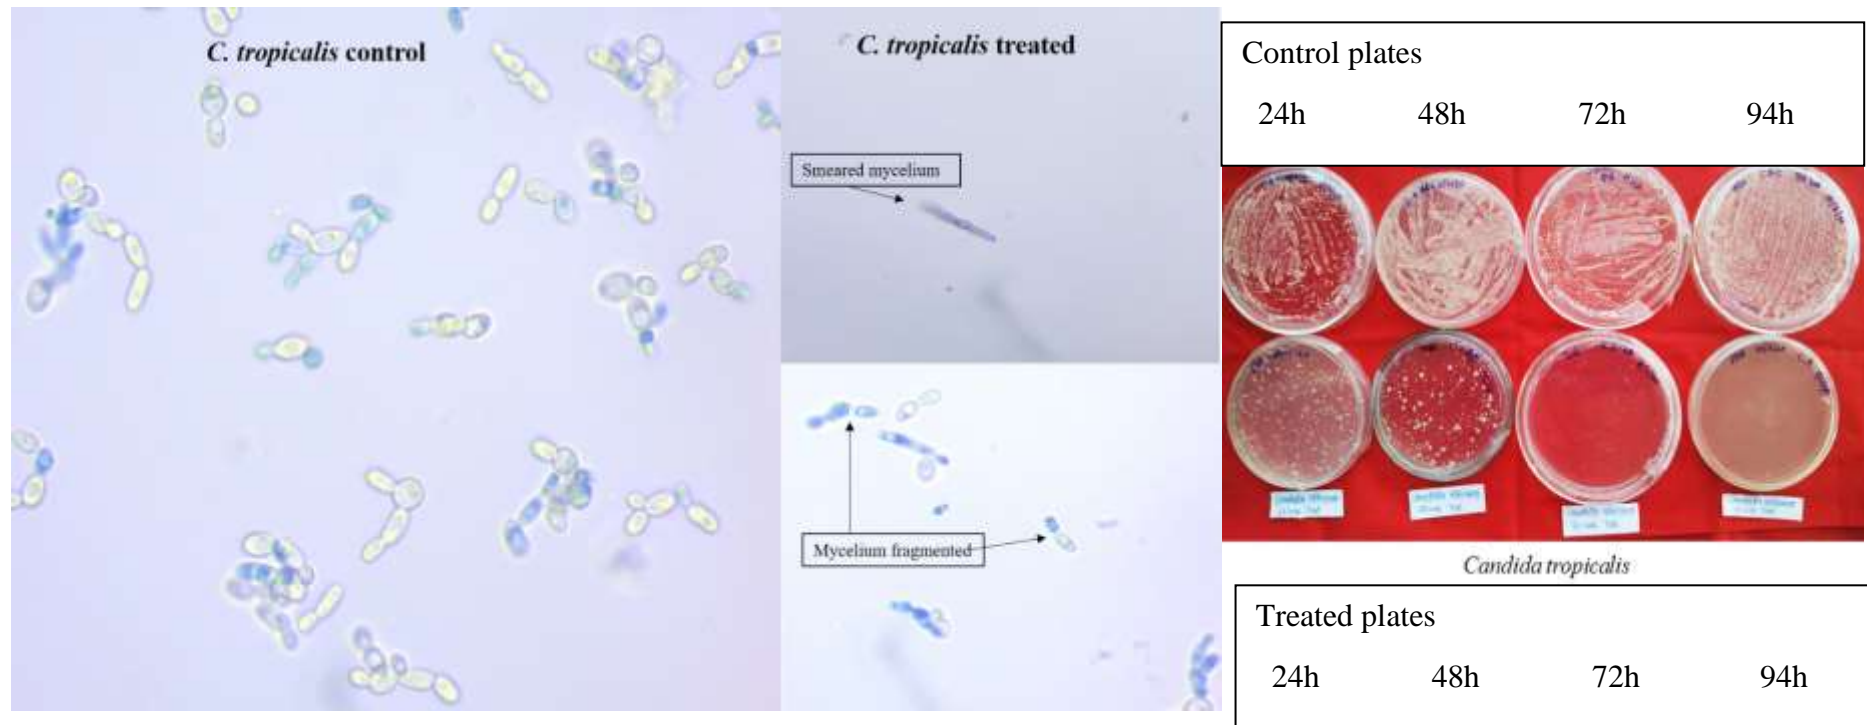 C. tropicalis control
C. tropicalis treated
Smeared mycelium
Mycelium fragmented
Control plates
24h 48h 72h 94h
Candida tropicalis
Treated plates
24h 48h 72h 94h